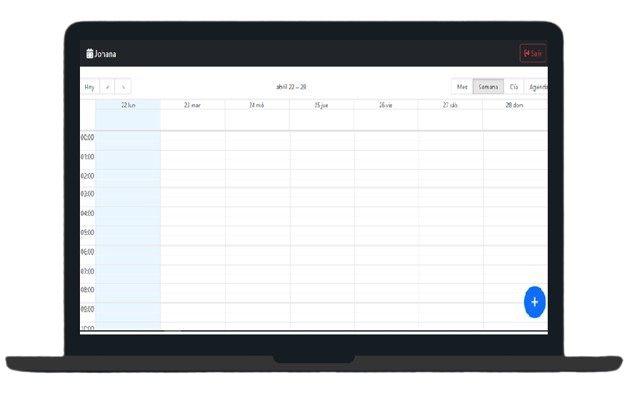 Johana
Salir
Hoy < >
abril 22 – 28
Mes Semana Día Agenda
22 lun 23 mar 24 mié 25 jue 26 vie 27 sáb 28 dom
00:00
01:00
02:00
03:00
04:00
05:00
06:00
07:00
08:00
09:00
10:00
+